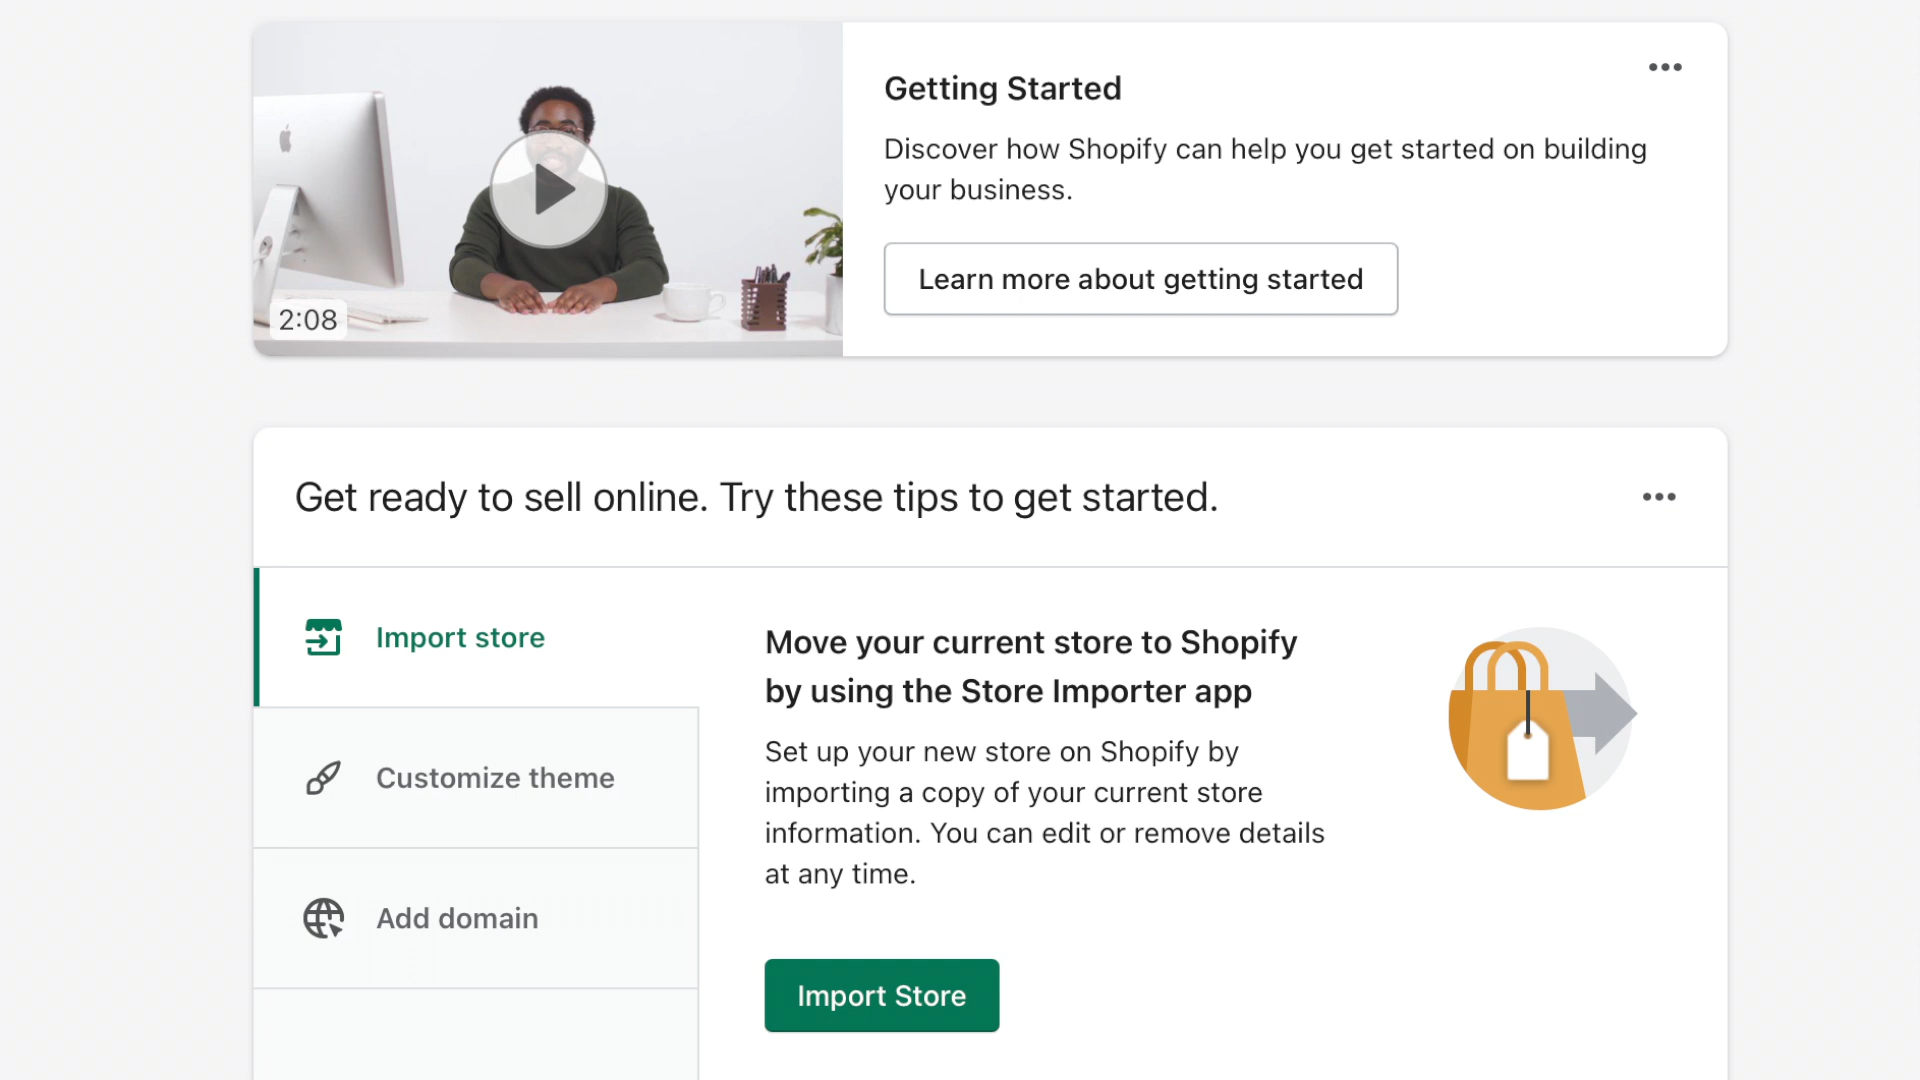 Getting Started
Discover how Shopify can help you get started on building
your business.
Learn more about getting started
2:08
Get ready to sell online. Try these tips to get started.
Import store
Customize theme
Add domain
Move your current store to Shopify
by using the Store Importer app
Set up your new store on Shopify by
importing a copy of your current store
information. You can edit or remove details
at any time.
Import Store